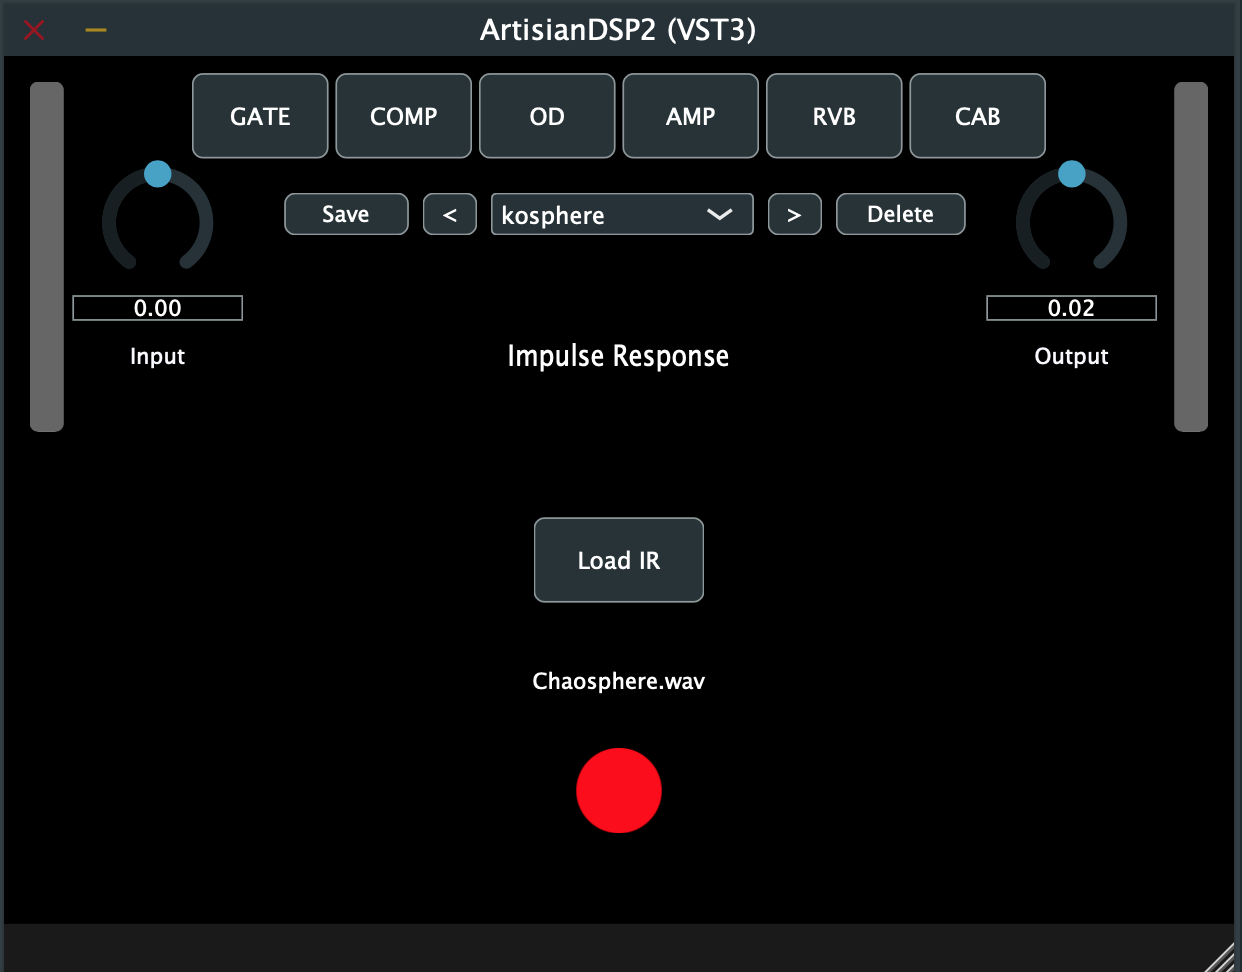 ArtisianDSP2 (VST3)
GATE COMP OD AMP RVB CAB
Save < kosphere > Delete
0.00 0.02
Input Impulse Response Output
Load IR
Chaosphere.wav